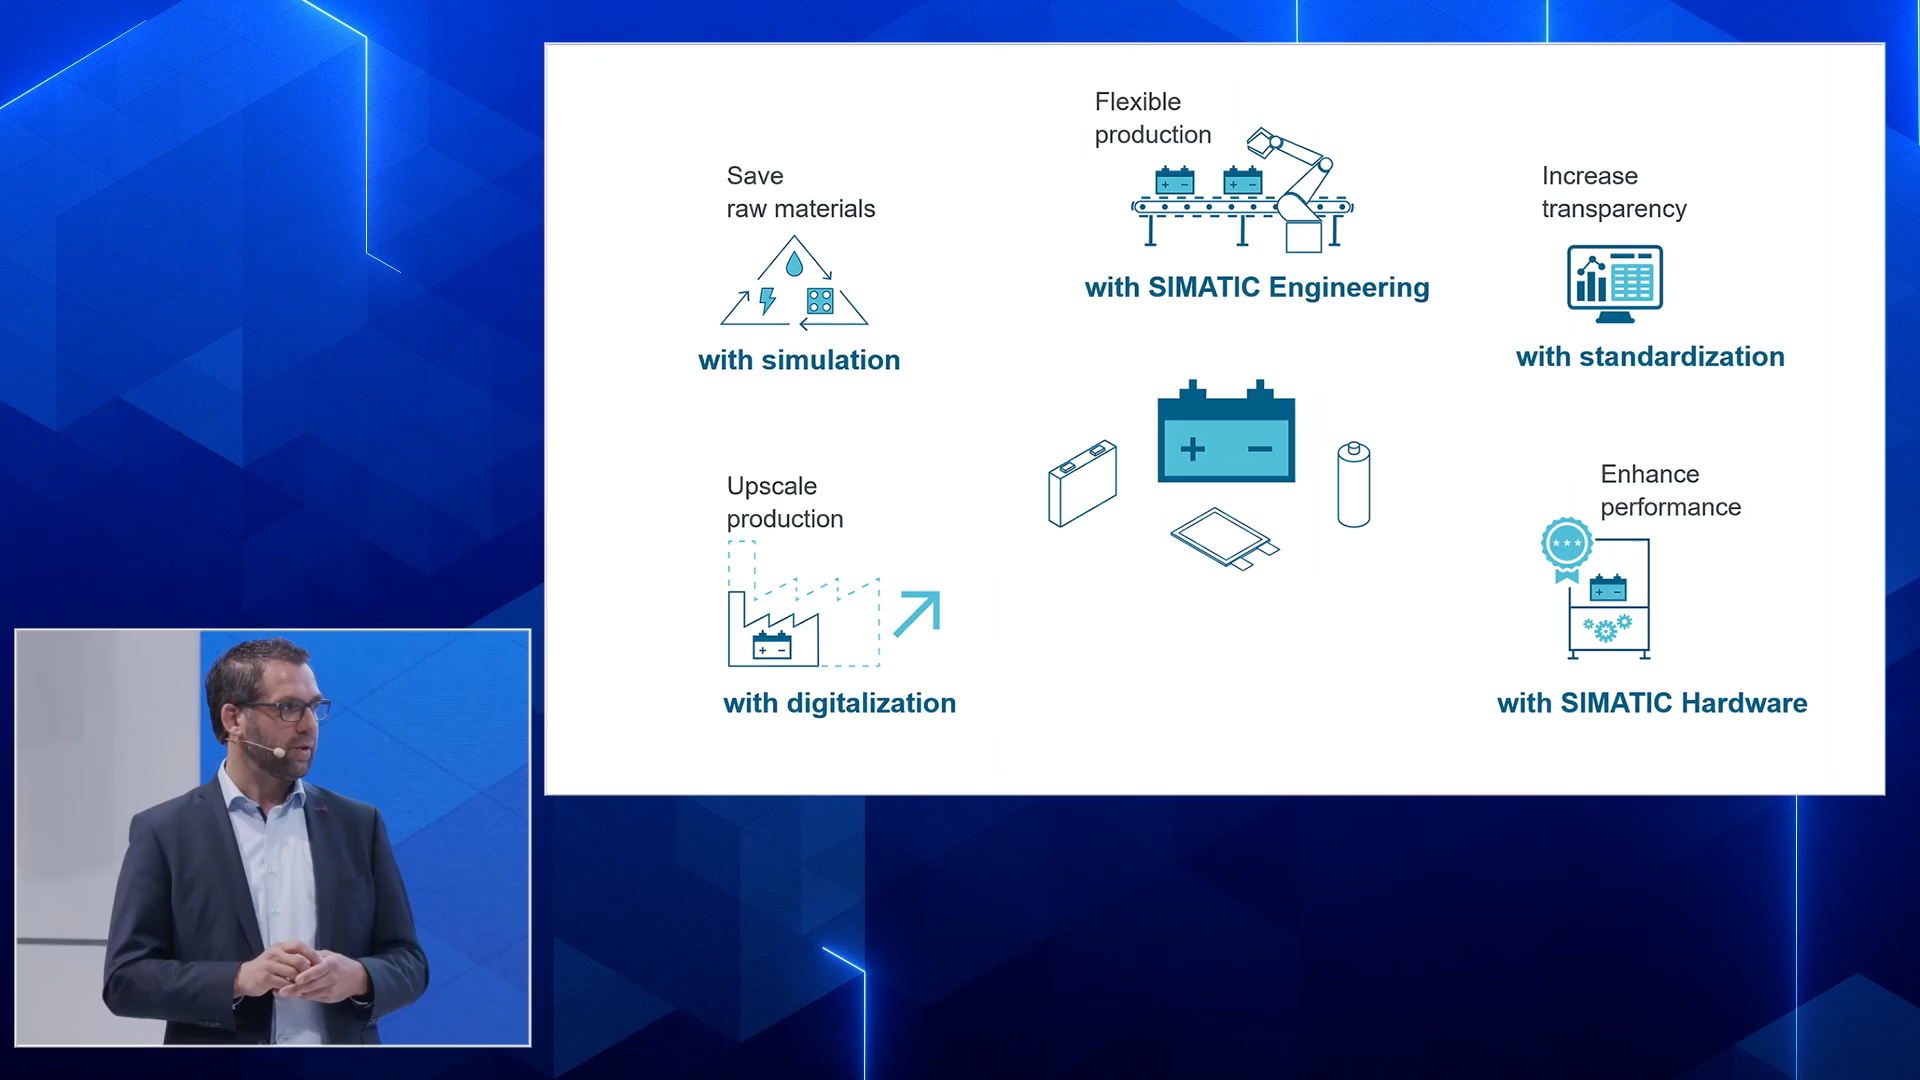 Flexible
production
with SIMATIC Engineering
Save
raw materials
with simulation
Increase
transparency
with standardization
Upscale
production
with digitalization
Enhance
performance
with SIMATIC Hardware